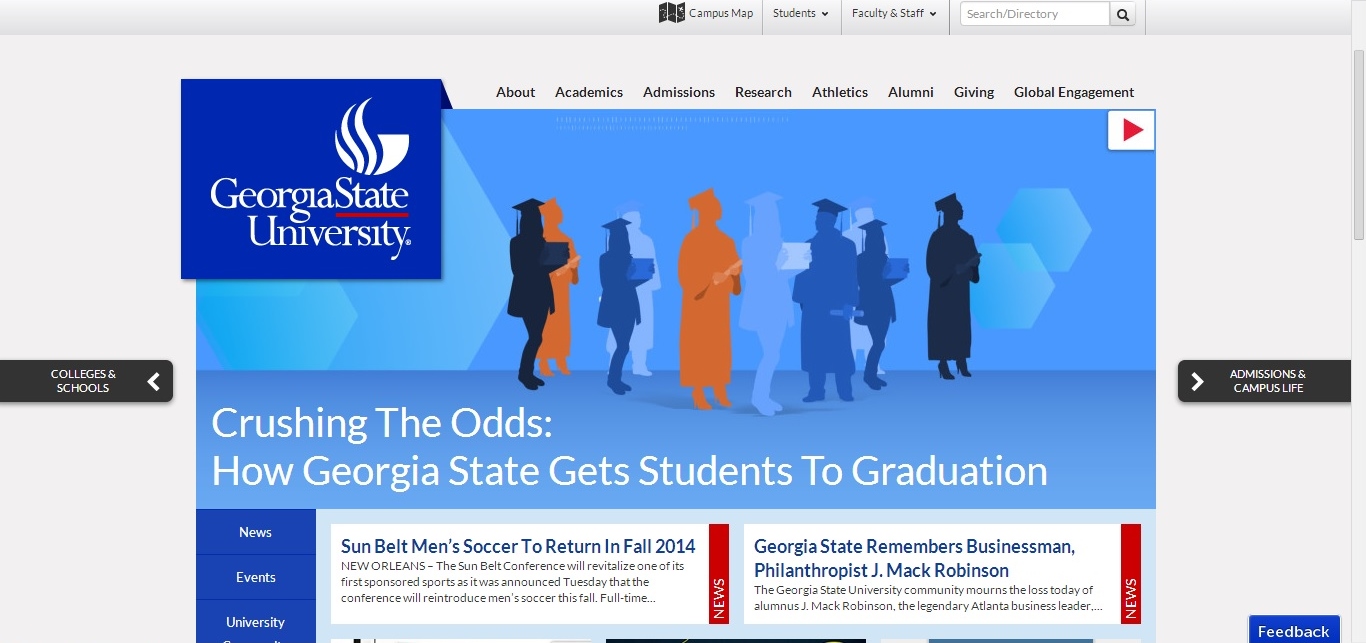 Campus Map
Students
Faculty & Staff
Search/Directory
About
Academics
Admissions
Research
Athletics
Alumni
Giving
Global Engagement
GeorgiaState
University®
COLLEGES &
SCHOOLS
ADMISSIONS &
CAMPUS LIFE
Crushing The Odds:
How Georgia State Gets Students To Graduation
News
Events
University
Sun Belt Men's Soccer To Return In Fall 2014
NEW ORLEANS – The Sun Belt Conference will revitalize one of its
first sponsored sports as it was announced Tuesday that the
conference will reintroduce men's soccer this fall. Full-time...
NEWS
Georgia State Remembers Businessman,
Philanthropist J. Mack Robinson
The Georgia State University community mourns the loss today of
alumnus J. Mack Robinson, the legendary Atlanta business leader,...
NEWS
Feedback